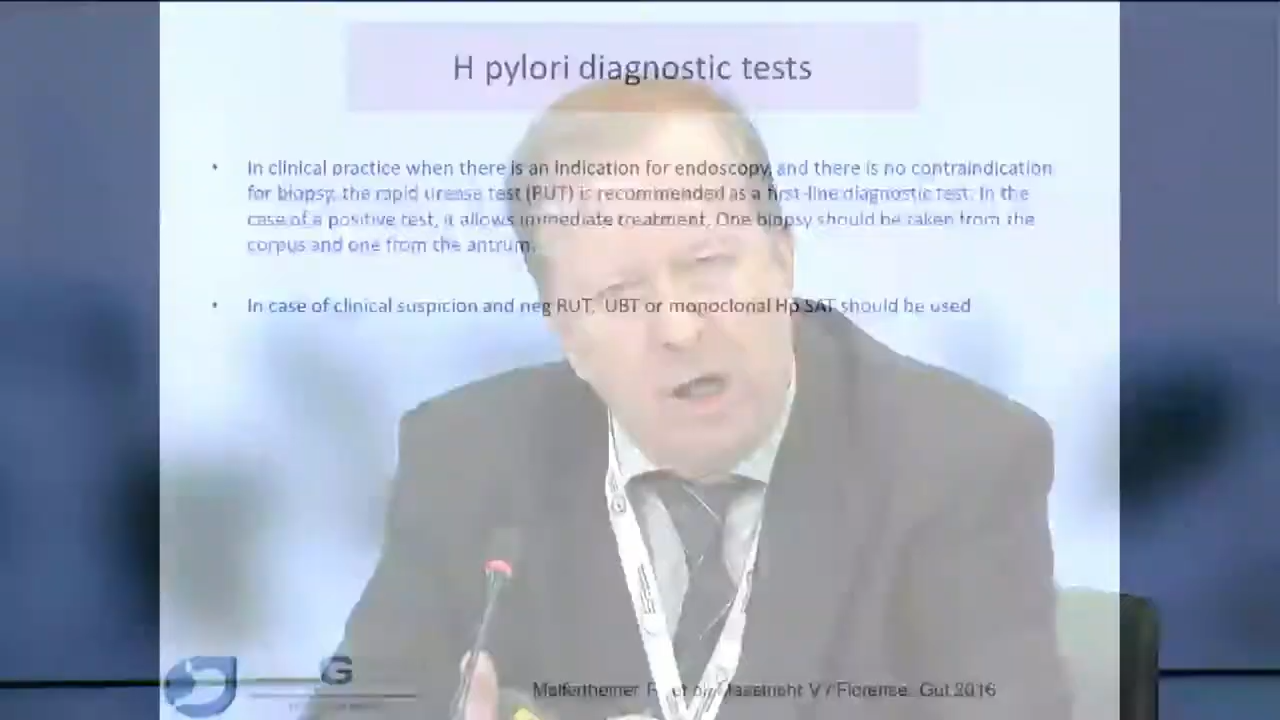 H pylori diagnostic tests
• In clinical practice when there is an indication for endoscopy, and there is no contraindication
for biopsy, the rapid urease test (RUT) is recommended as a first-line diagnostic test. In the
case of a positive test, it allows immediate treatment. One biopsy should be taken from the
corpus and one from the antrum.
• In case of clinical suspicion and neg RUT, UBT or monoclonal Hp SAT should be used
G
Malfertheiner P, et al, Maastricht V / Florence, Gut 2016